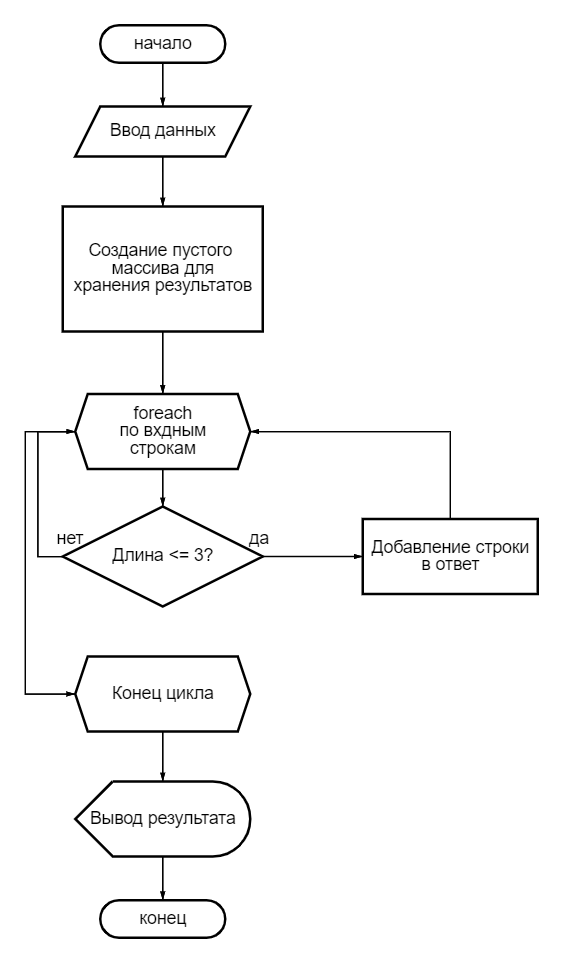 начало
Ввод данных
Создание пустого
массива для
хранения результатов
foreach
по вхдным
строкам
нет
Длина <= 3?
да
Добавление строки
в ответ
Конец цикла
Вывод результата
конец